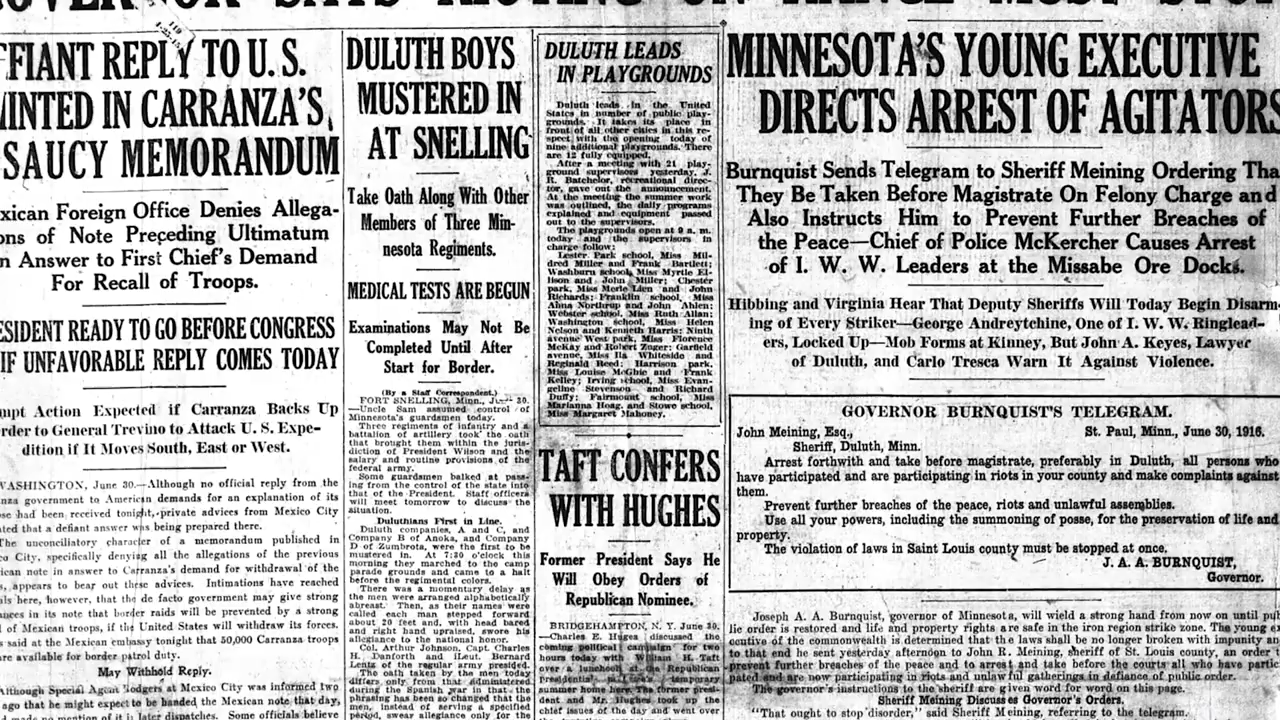 GOVERNOR SAYS RIOTING ON RANGE MUST STOP
FIANT REPLY TO U. S.
INTED IN CARRANZA'S
SAUCY MEMORANDUM
xican Foreign Office Denies Allega-
ons of Note Preceding Ultimatum
n Answer to First Chief's Demand
For Recall of Troops.
ESIDENT READY TO GO BEFORE CONGRESS
IF UNFAVORABLE REPLY COMES TODAY
mpt Action Expected if Carranza Backs Up
rder to General Trevino to Attack U. S. Expe-
dition if It Moves South, East or West.
WASHINGTON, June 30.—Although no official reply from the
nza government to American demands for an explanation of its
ose had been received tonight, private advices from Mexico City
ated that a defiant answer was being prepared there.
The unconciliatory character of a memorandum published in
co City, specifically denying all the allegations of the previous
ican note in answer to Carranza's demand for withdrawal of the
s, appears to bear out these advices. Intimations have reached
ils here, however, that the de facto government may give strong
ances in its note that border raids will be prevented by a strong
l of Mexican troops, if the United States will withdraw its forces.
s said at the Mexican embassy tonight that 50,000 Carranza troops
are available for border patrol duty.
May Withhold Reply.
Although Special Agent Rodgers at Mexico City was informed two
ago that he might expect to be handed the Mexican note that day,
d made no mention of it in later dispatches. Some officials believe
DULUTH BOYS
MUSTERED IN
AT SNELLING
Take Oath Along With Other
Members of Three Min-
nesota Regiments.
MEDICAL TESTS ARE BEGUN
Examinations May Not Be
Completed Until After
Start for Border.
(By a Staff Correspondent.)
FORT SNELLING, Minn., June 30.
—Uncle Sam assumed control of
Minnesota's guardsmen today.
Three regiments of infantry and a
battalion of artillery took the oath
that brought them within the juris-
diction of President Wilson and the
salary and routine provisions of the
federal army.
Some guardsmen balked at pass-
ing from the control of the state into
that of the President. Staff officers
will meet tomorrow to discuss the
situation.
Duluthians First in Line.
Duluth companies, A and C, and
Company B of Anoka, and Company
D of Zumbrota, were the first to be
mustered in. At 7:30 o'clock this
morning they marched to the camp
parade grounds and came to a halt
before the regimental colors.
There was a momentary delay as
the men were arranged alphabetically
abreast. Then, as their names were
called each man stepped forward
about 20 feet and, with head bared
and right hand upraised, swore his
allegiance to the national honor.
Col. Arthur Johnson, Capt. Charles
H. Danforth and Lieut. Bernard
Lentz of the regular army presided.
The oath taken by the men today
differs only from that administered
during the Spanish war in that the
phrasing has been so changed that the
men, instead of serving a specified
period, swear allegiance only for the
DULUTH LEADS
IN PLAYGROUNDS
Duluth leads in the United
States in number of public play-
grounds. It takes its place in
front of all other cities in this re-
spect with the opening today of
nine additional playgrounds. There
are 12 fully equipped.
After a meeting with 21 play-
ground supervisors yesterday, J.
R. Batchelor, recreational direc-
tor, gave out the announcement.
At the meeting the summer work
was outlined, the daily programs
explained and equipment passed
out to the supervisors.
The playgrounds open at 9 a. m.
today and the supervisors in
charge follow:
Lester Park school, Miss Mil-
dred Miller and Frank Bartlett;
Washburn school, Miss Myrtle El-
lison and John Miller; Chester
park, Miss Merle Lien and John
Richards; Franklin school, Miss
Alma Northrup and John Ahlen;
Webster school, Miss Ruth Allan;
Washington school, Miss Helen
Nelson and Kenneth Harris; Ninth
avenue West park, Miss Florence
McKay and Robert Zuger; Garfield
avenue, Miss Ila Whiteside and
Reginald Reed; Harrison park,
Miss Louise McGhie and Frank
Kelley; Irving school, Miss Evan-
geline Stevenson and Richard
Duffy; Fairmount school, Miss
Marianna Hoag, and Stowe school,
Miss Margaret Mahoney.
TAFT CONFERS
WITH HUGHES
Former President Says He
Will Obey Orders of
Republican Nominee.
BRIDGEHAMPTON, N. Y. June 30.
—Charles E. Huges discussed the
coming political campaign for two
hours today with William H. Taft
over a luncheon at the Republican
Presidential temporary
summer home here. The former presi-
dent and Mr. Hughes took up the
chief issues of the day and went over
MINNESOTA'S YOUNG EXECUTIVE
DIRECTS ARREST OF AGITATORS
Burnquist Sends Telegram to Sheriff Meining Ordering Tha
They Be Taken Before Magistrate On Felony Charge and
Also Instructs Him to Prevent Further Breaches of
the Peace—Chief of Police McKercher Causes Arrest
of I. W. W. Leaders at the Missabe Ore Docks.
Hibbing and Virginia Hear That Deputy Sheriffs Will Today Begin Disarm
ing of Every Striker—George Andreytchine, One of I. W. W. Ringlead-
ers, Locked Up—Mob Forms at Kinney, But John A. Keyes, Lawyer
of Duluth, and Carlo Tresca Warn It Against Violence.
GOVERNOR BURNQUIST'S TELEGRAM.
John Meining, Esq., St. Paul, Minn., June 30, 1916.
Sheriff, Duluth, Minn.
Arrest forthwith and take before magistrate, preferably in Duluth, all persons who
have participated and are participating in riots in your county and make complaints against
them.
Prevent further breaches of the peace, riots and unlawful assemblies.
Use all your powers, including the summoning of posse, for the preservation of life and
property.
The violation of laws in Saint Louis county must be stopped at once.
J. A. A. BURNQUIST,
Governor.
Joseph A. A. Burnquist, governor of Minnesota, will wield a strong hand from now on until pub
lic order is restored and life and property rights are safe in the iron region strike zone. The young e
cutive of the commonwealth is determined that the laws shall be no longer broken with impunity a
to that end he sent yesterday afternoon to John R. Meining, sheriff of St. Louis county, an order t
prevent further breaches of the peace and to arrest and take before the courts all who have partic
pated and are now participating in riots and unlawful gatherings in defiance of public order.
The governor's instructions to the sheriff are given word for word on this page.
Sheriff Meining Discusses Governor's Orders.
"That ought to stop disorder," said Sheriff Meining, referring to the telegram.